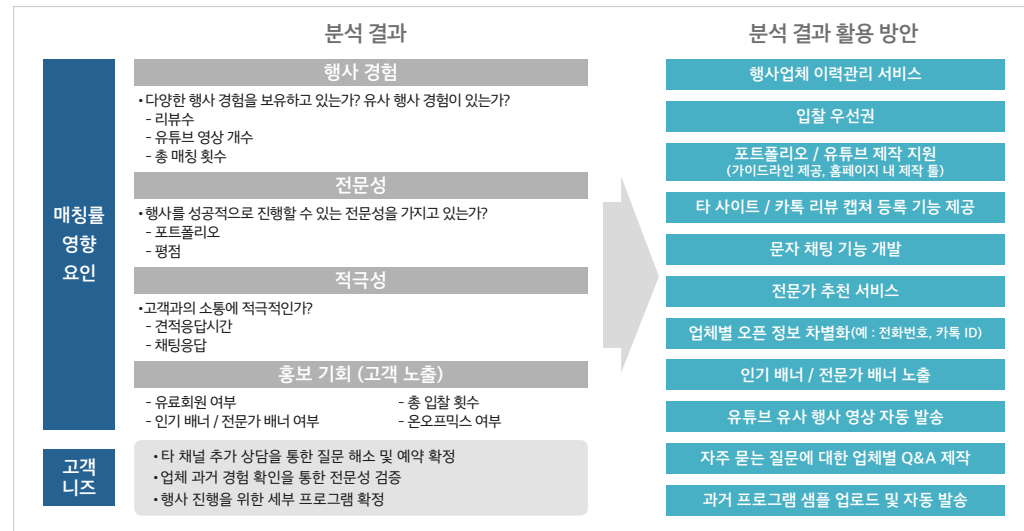 분석 결과
매칭률
영향
요인
행사 경험
•다양한 행사 경험을 보유하고 있는가? 유사 행사 경험이 있는가?
- 리뷰수
- 유튜브 영상 개수
- 총 매칭 횟수
전문성
•행사를 성공적으로 진행할 수 있는 전문성을 가지고 있는가?
- 포트폴리오
- 평점
적극성
•고객과의 소통에 적극적인가?
- 견적응답시간
- 채팅응답
홍보 기회 (고객 노출)
- 유료회원 여부
- 총 입찰 횟수
- 인기 배너 / 전문가 배너 여부
- 온오프믹스 여부
고객
니즈
• 타 채널 추가 상담을 통한 질문 해소 및 예약 확정
• 업체 과거 경험 확인을 통한 전문성 검증
• 행사 진행을 위한 세부 프로그램 확정
분석 결과 활용 방안
행사업체 이력관리 서비스
입찰 우선권
포트폴리오 / 유튜브 제작 지원
(가이드라인 제공, 홈페이지 내 제작 툴)
타 사이트 / 카톡 리뷰 캡쳐 등록 기능 제공
문자 채팅 기능 개발
전문가 추천 서비스
업체별 오픈 정보 차별화(예 : 전화번호, 카톡 ID)
인기 배너 / 전문가 배너 노출
유튜브 유사 행사 영상 자동 발송
자주 묻는 질문에 대한 업체별 Q&A 제작
과거 프로그램 샘플 업로드 및 자동 발송